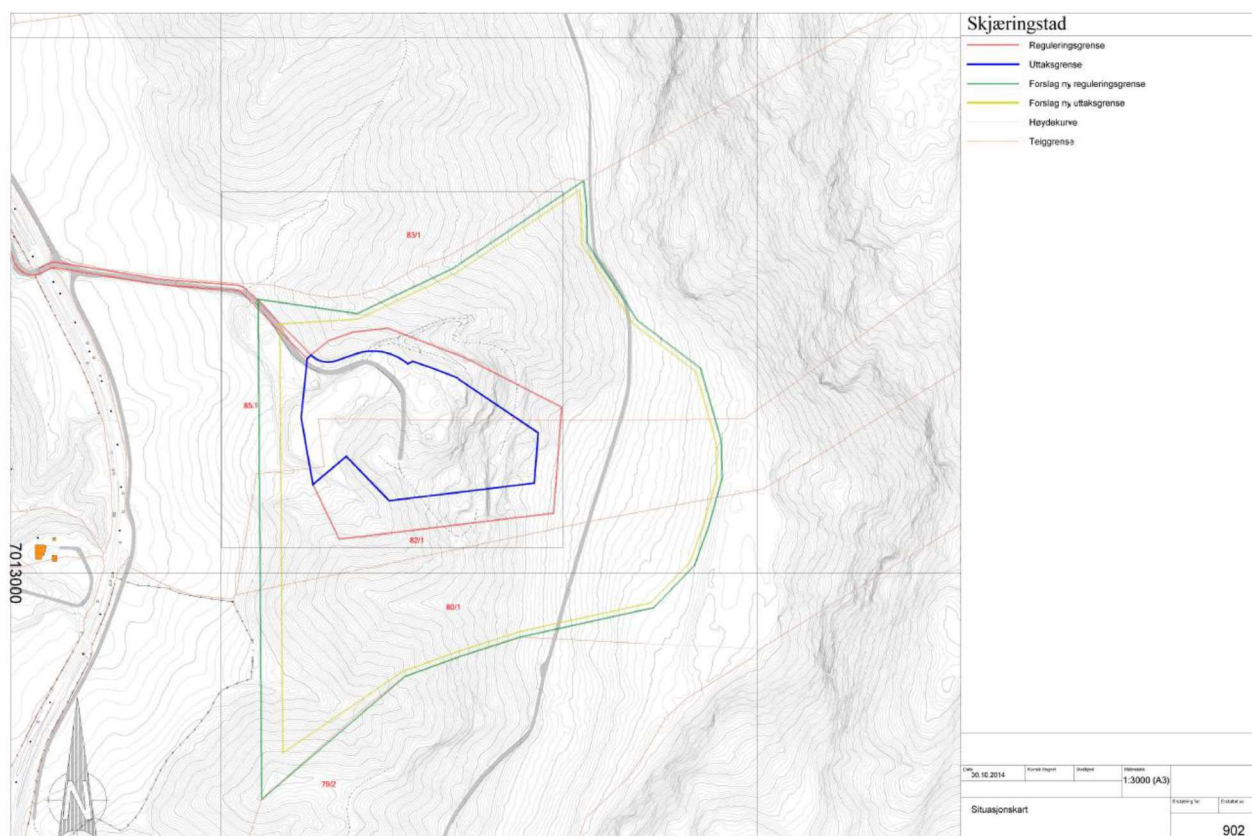 Skjæringstad
Reguleringsgrense
Uttaksgrense
Forslag ny reguleringsgrense
Forslag ny uttaksgrense
Høydekurve
Teiggrense
83/1
85/1
82/1
80/1
79/2
7013000
N
30.10.2014
1:3000 (A3)
Situasjonskart
902